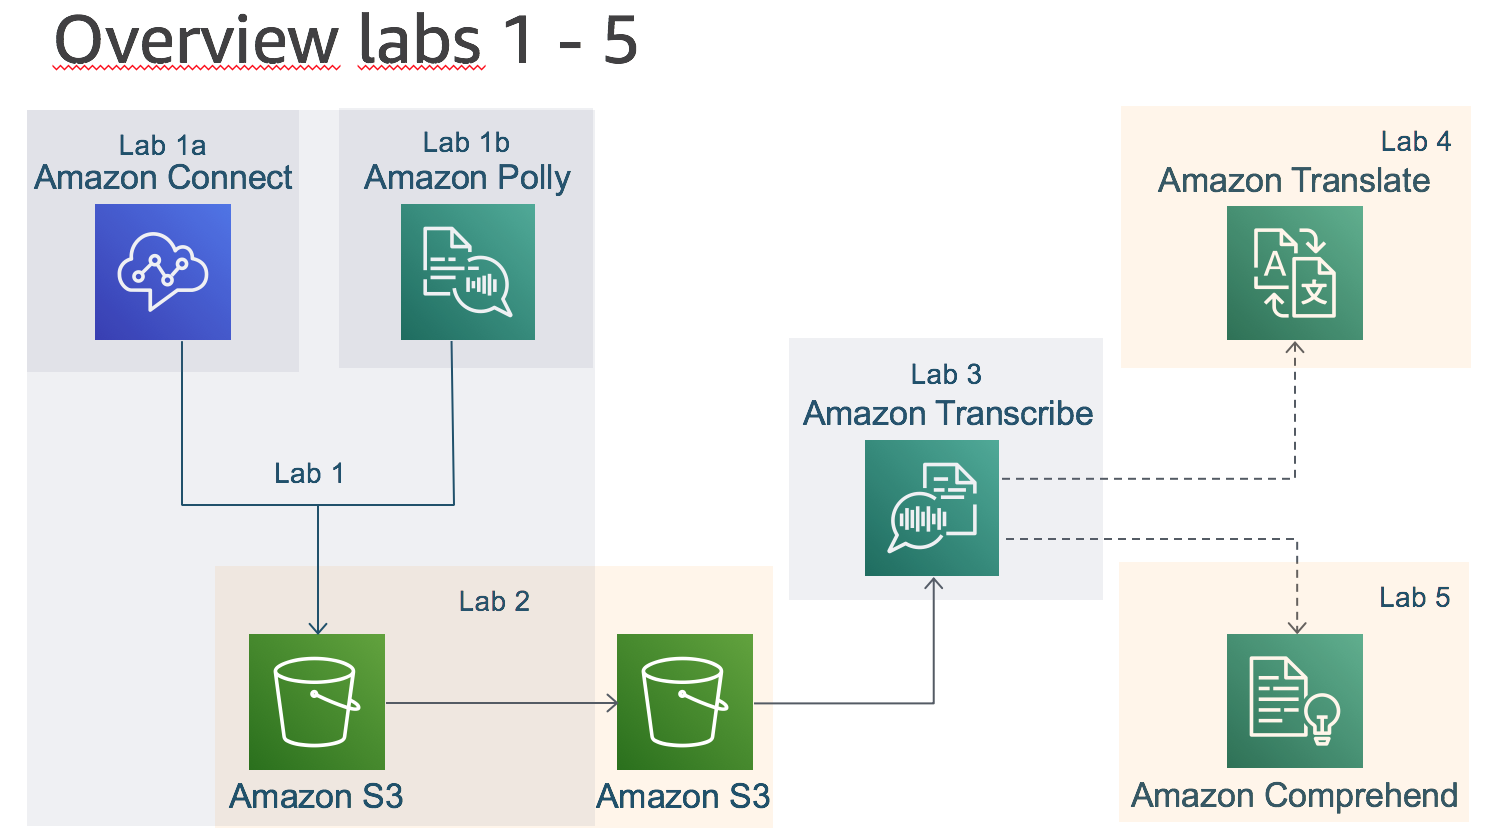 Overview labs 1 - 5
Lab 1a
Amazon Connect
Lab 1b
Amazon Polly
Lab 1
Lab 2
Amazon S3
Amazon S3
Lab 3
Amazon Transcribe
Lab 4
Amazon Translate
A
文
Lab 5
Amazon Comprehend